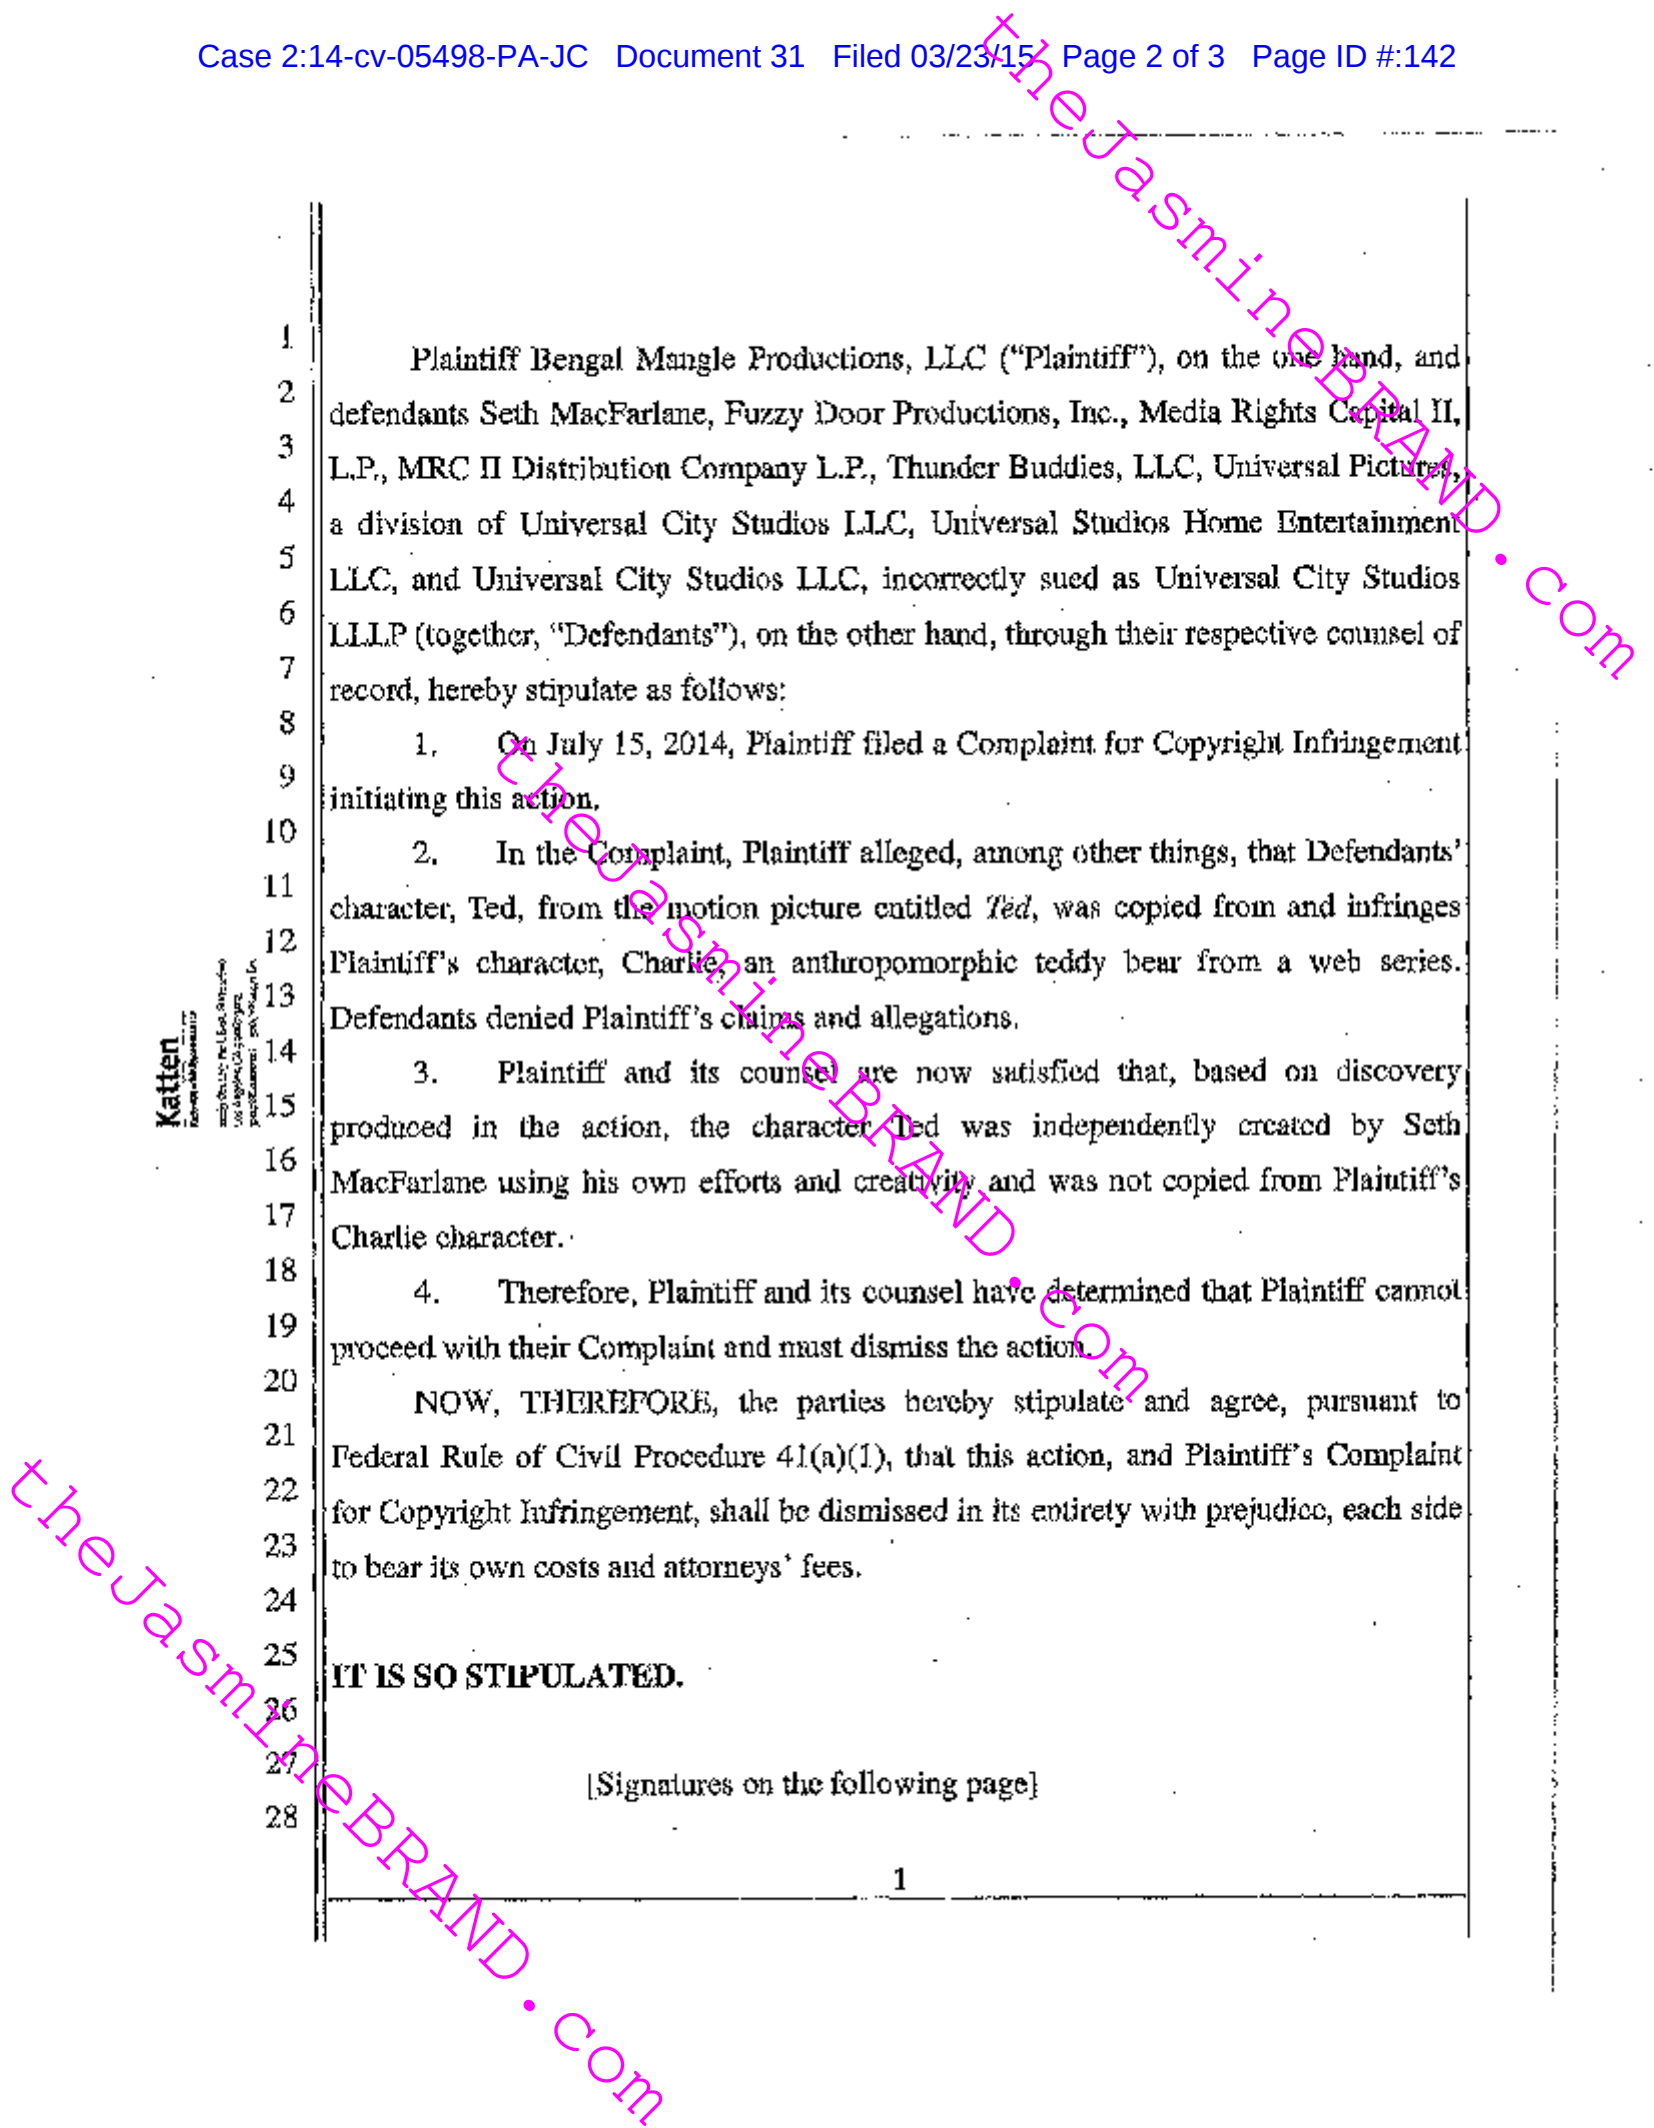 Case 2:14-cv-05498-PA-JC Document 31 Filed 03/23/15 Page 2 of 3 Page ID #:142
1
Plaintiff Bengal Mangle Productions, LLC (“Plaintiff”), on the one hand, and
2
defendants Seth MacFarlane, Fuzzy Door Productions, Inc., Media Rights Capital II,
3
L.P., MRC II Distribution Company L.P., Thunder Buddies, LLC, Universal Pictures,
4
a division of Universal City Studios LLC, Universal Studios Home Entertainment
5
LLC, and Universal City Studios LLC, incorrectly sued as Universal City Studios
6
LLLP (together, “Defendants”), on the other hand, through their respective counsel of
7
record, hereby stipulate as follows:
8
1. On July 15, 2014, Plaintiff filed a Complaint for Copyright Infringement
9
initiating this action.
10
2. In the Complaint, Plaintiff alleged, among other things, that Defendants’
11
character, Ted, from the motion picture entitled Ted, was copied from and infringes
12
Plaintiff’s character, Charlie, an anthropomorphic teddy bear from a web series.
13
Defendants denied Plaintiff’s claims and allegations.
14
3. Plaintiff and its counsel are now satisfied that, based on discovery
15
produced in the action, the character Ted was independently created by Seth
16
MacFarlane using his own efforts and creativity and was not copied from Plaintiff’s
17
Charlie character.
18
4. Therefore, Plaintiff and its counsel have determined that Plaintiff cannot
19
proceed with their Complaint and must dismiss the action.
20
NOW, THEREFORE, the parties hereby stipulate and agree, pursuant to
21
Federal Rule of Civil Procedure 41(a)(1), that this action, and Plaintiff’s Complaint
22
for Copyright Infringement, shall be dismissed in its entirety with prejudice, each side
23
to bear its own costs and attorneys’ fees.
24
25
IT IS SO STIPULATED.
26
27
[Signatures on the following page]
28
1
Katten
theJasmineBRAND.com
theJasmineBRAND.com
theJasmineBRAND.com